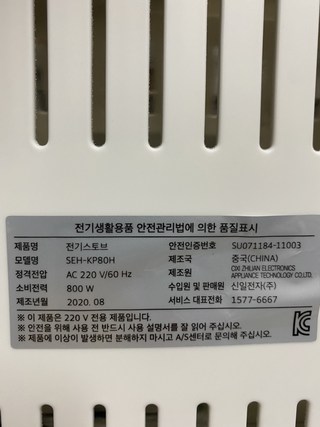 전기생활용품 안전관리법에 의한 품질표시
제품명 전기스토브 안전인증번호 SU071184-11003
모델명 SEH-KP80H 제조국 중국(CHINA)
정격전압 AC 220 V/60 Hz 제조원 CIXI ZHILIAN ELECTRONICS APPLIANCE TECHNOLOGY CO.LTD
소비전력 800 W 수입원 및 판매원 신일전자(주)
제조년월 2020. 08 서비스 대표전화 1577-6667
※ 이 제품은 220 V 전용 제품입니다.
※ 안전을 위해 사용 전 반드시 사용 설명서를 잘 읽어 주십시오.
※ 제품에 이상이 발생하면 분해하지 마시고 A/S센터로 문의해 주십시오.